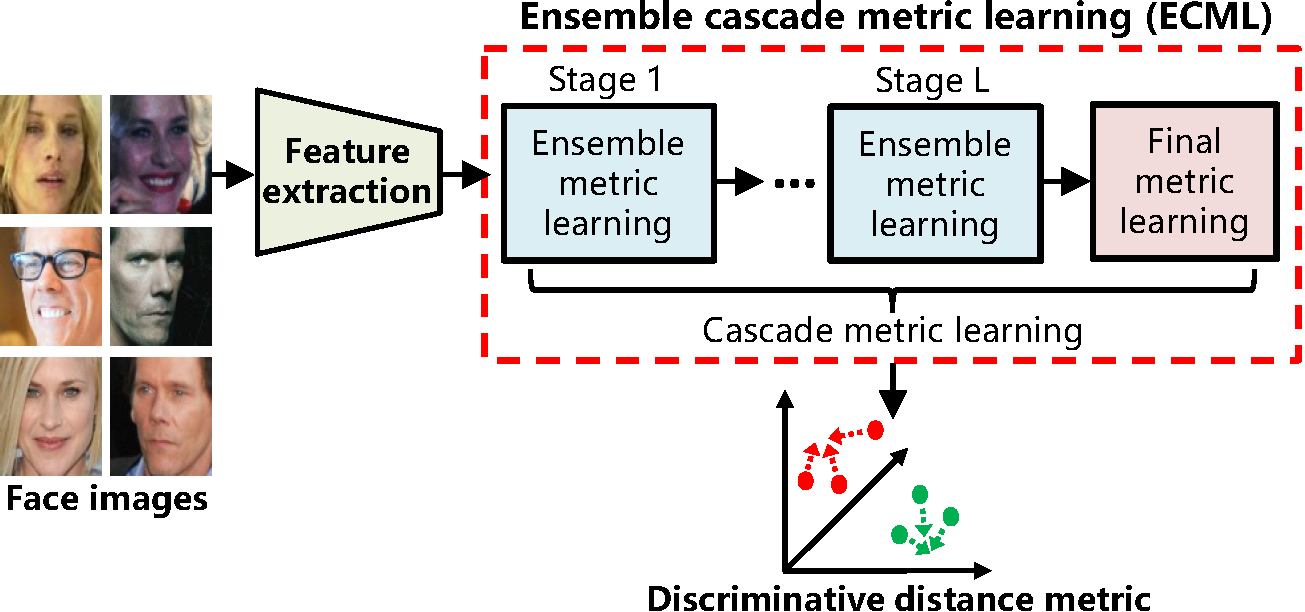 Ensemble cascade metric learning (ECML)
Stage 1
Stage L
Feature
extraction
Ensemble
metric
learning
...
Ensemble
metric
learning
Final
metric
learning
Cascade metric learning
Face images
Discriminative distance metric